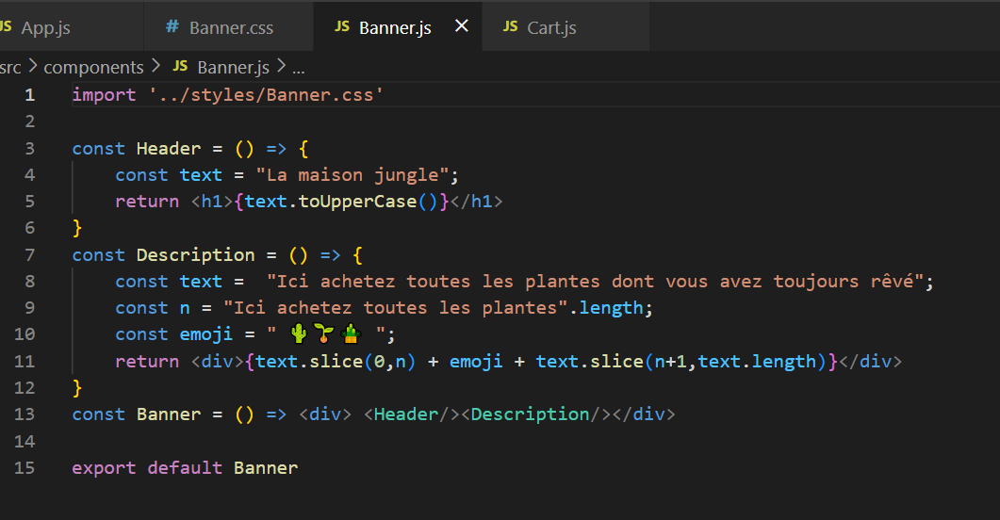 JS App.js # Banner.css JS Banner.js × JS Cart.js
src > components > JS Banner.js > ...
1 import '../styles/Banner.css'
2
3 const Header = () => {
4 const text = "La maison jungle";
5 return <h1>{text.toUpperCase()}</h1>
6 }
7 const Description = () => {
8 const text =  "Ici achetez toutes les plantes dont vous avez toujours rêvé";
9 const n = "Ici achetez toutes les plantes".length;
10 const emoji = " 🌵🌱🎍 ";
11 return <div>{text.slice(0,n) + emoji + text.slice(n+1,text.length)}</div>
12 }
13 const Banner = () => <div> <Header/><Description/></div>
14
15 export default Banner